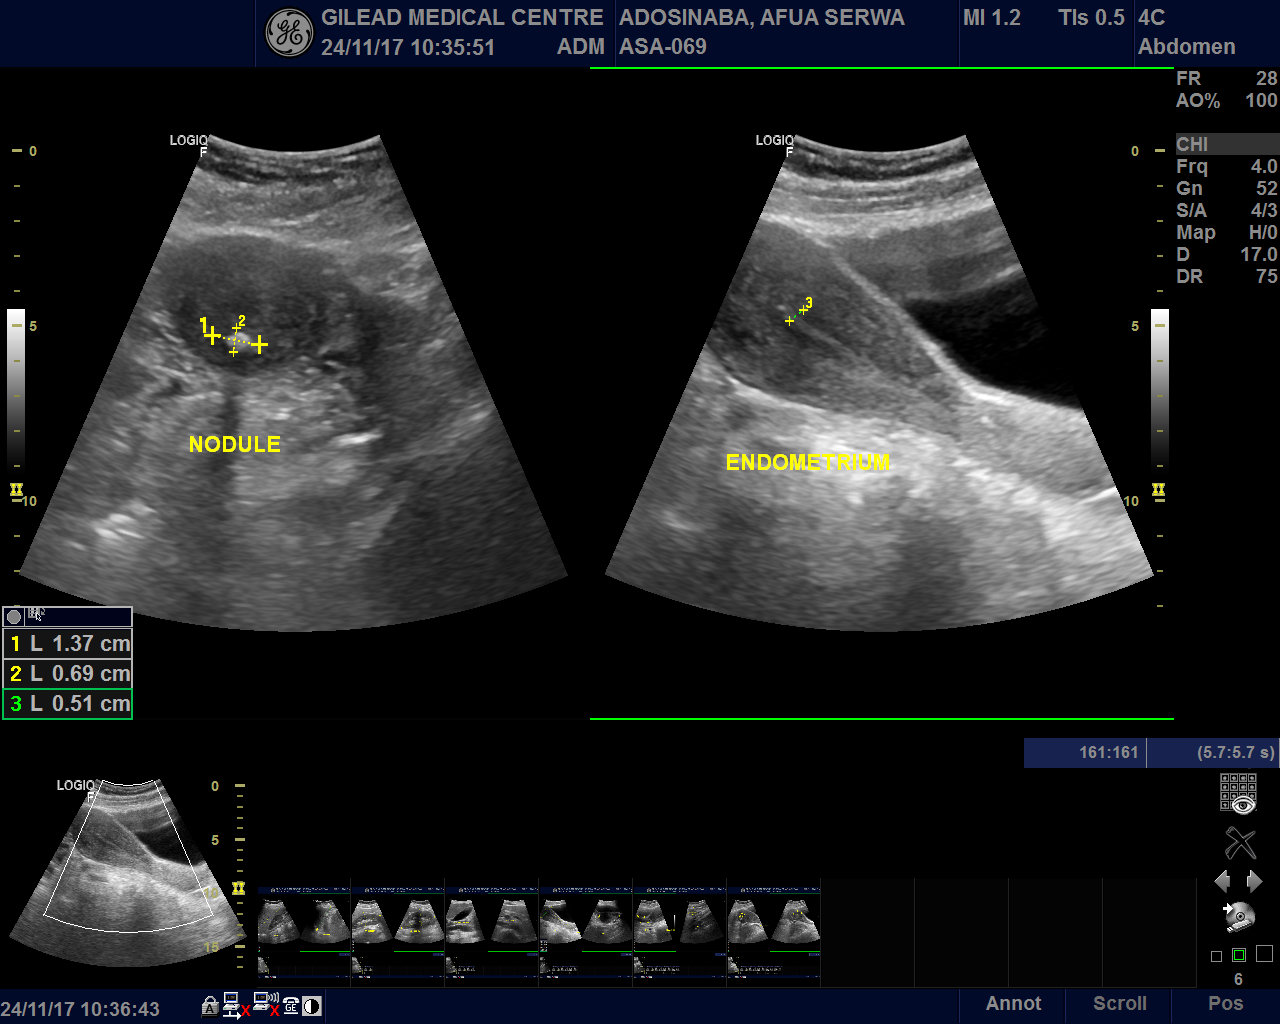 GILEAD MEDICAL CENTRE
24/11/17 10:35:51 ADM
ADOSINABA, AFUA SERWA
ASA-069
MI 1.2 TIs 0.5
4C
Abdomen
FR 28
AO% 100
CHI
Frq 4.0
Gn 52
S/A 4/3
Map H/0
D 17.0
DR 75
LOGIQ
F
0
5
10
1
2
NODULE
LOGIQ
F
0
5
10
3
ENDOMETRIUM
1 L 1.37 cm
2 L 0.69 cm
3 L 0.51 cm
161:161 (5.7:5.7 s)
LOGIQ
F
0
5
10
15
6
24/11/17 10:36:43
A
X
X
GE
Annot Scroll Pos